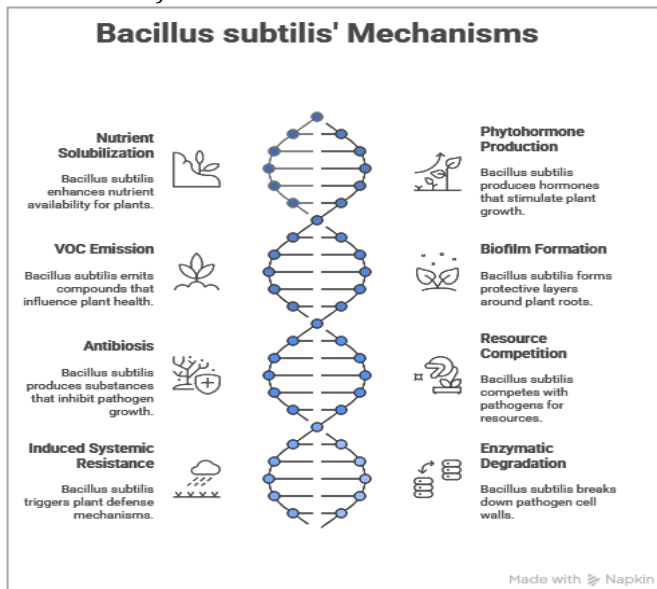 Bacillus subtilis' Mechanisms
Nutrient
Solubilization
Bacillus subtilis
enhances nutrient
availability for plants.
Phytohormone
Production
Bacillus subtilis
produces hormones
that stimulate plant
growth.
VOC Emission
Bacillus subtilis emits
compounds that
influence plant health.
Biofilm Formation
Bacillus subtilis forms
protective layers
around plant roots.
Antibiosis
Bacillus subtilis
produces substances
that inhibit pathogen
growth.
Resource
Competition
Bacillus subtilis
competes with
pathogens for
resources.
Induced Systemic
Resistance
Bacillus subtilis
triggers plant defense
mechanisms.
Enzymatic
Degradation
Bacillus subtilis breaks
down pathogen cell
walls.
Made with Napkin